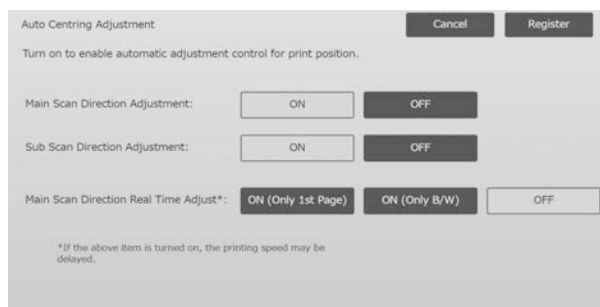 Auto Centring Adjustment Cancel Register
Turn on to enable automatic adjustment control for print position.
Main Scan Direction Adjustment: ON OFF
Sub Scan Direction Adjustment: ON OFF
Main Scan Direction Real Time Adjust*: ON (Only 1st Page) ON (Only B/W) OFF
*If the above item is turned on, the printing speed may be
delayed.